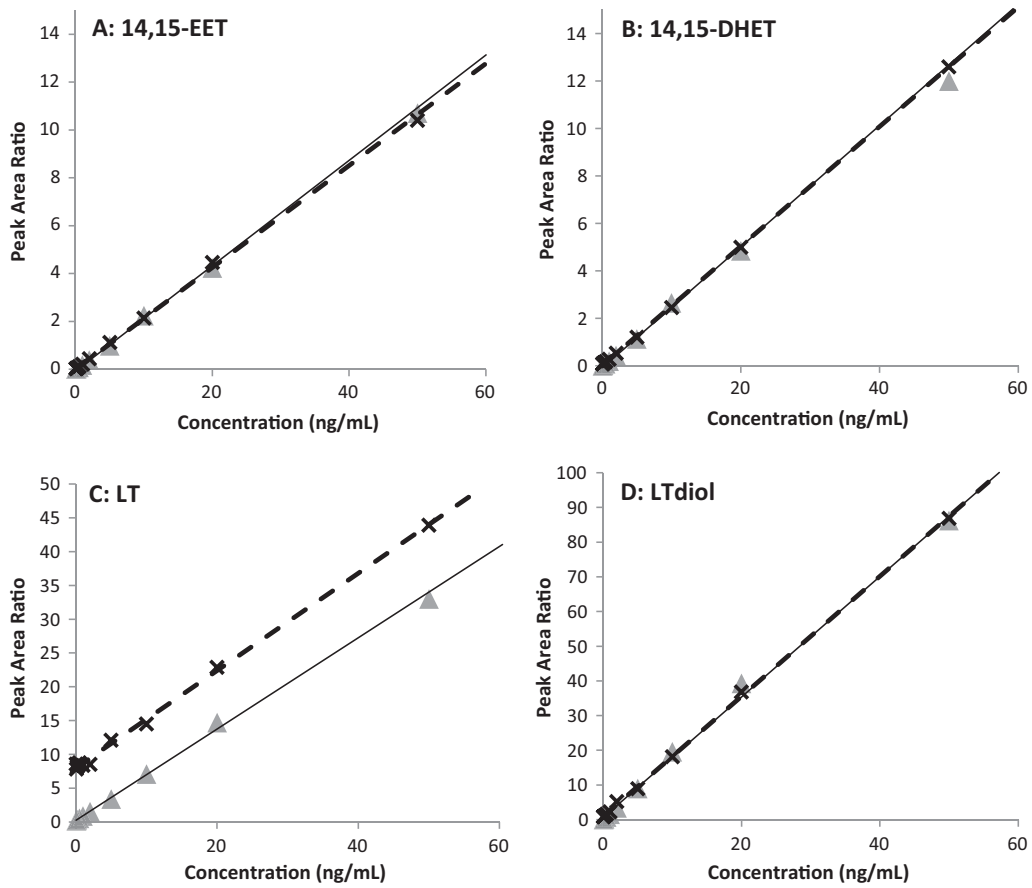 A: 14,15-EET
14
12
10
8
6
4
2
0
Peak Area Ratio
0 20 40 60
Concentration (ng/mL)
B: 14,15-DHET
14
12
10
8
6
4
2
0
Peak Area Ratio
0 20 40 60
Concentration (ng/mL)
C: LT
50
45
40
35
30
25
20
15
10
5
0
Peak Area Ratio
0 20 40 60
Concentration (ng/mL)
D: LTdiol
100
90
80
70
60
50
40
30
20
10
0
Peak Area Ratio
0 20 40 60
Concentration (ng/mL)